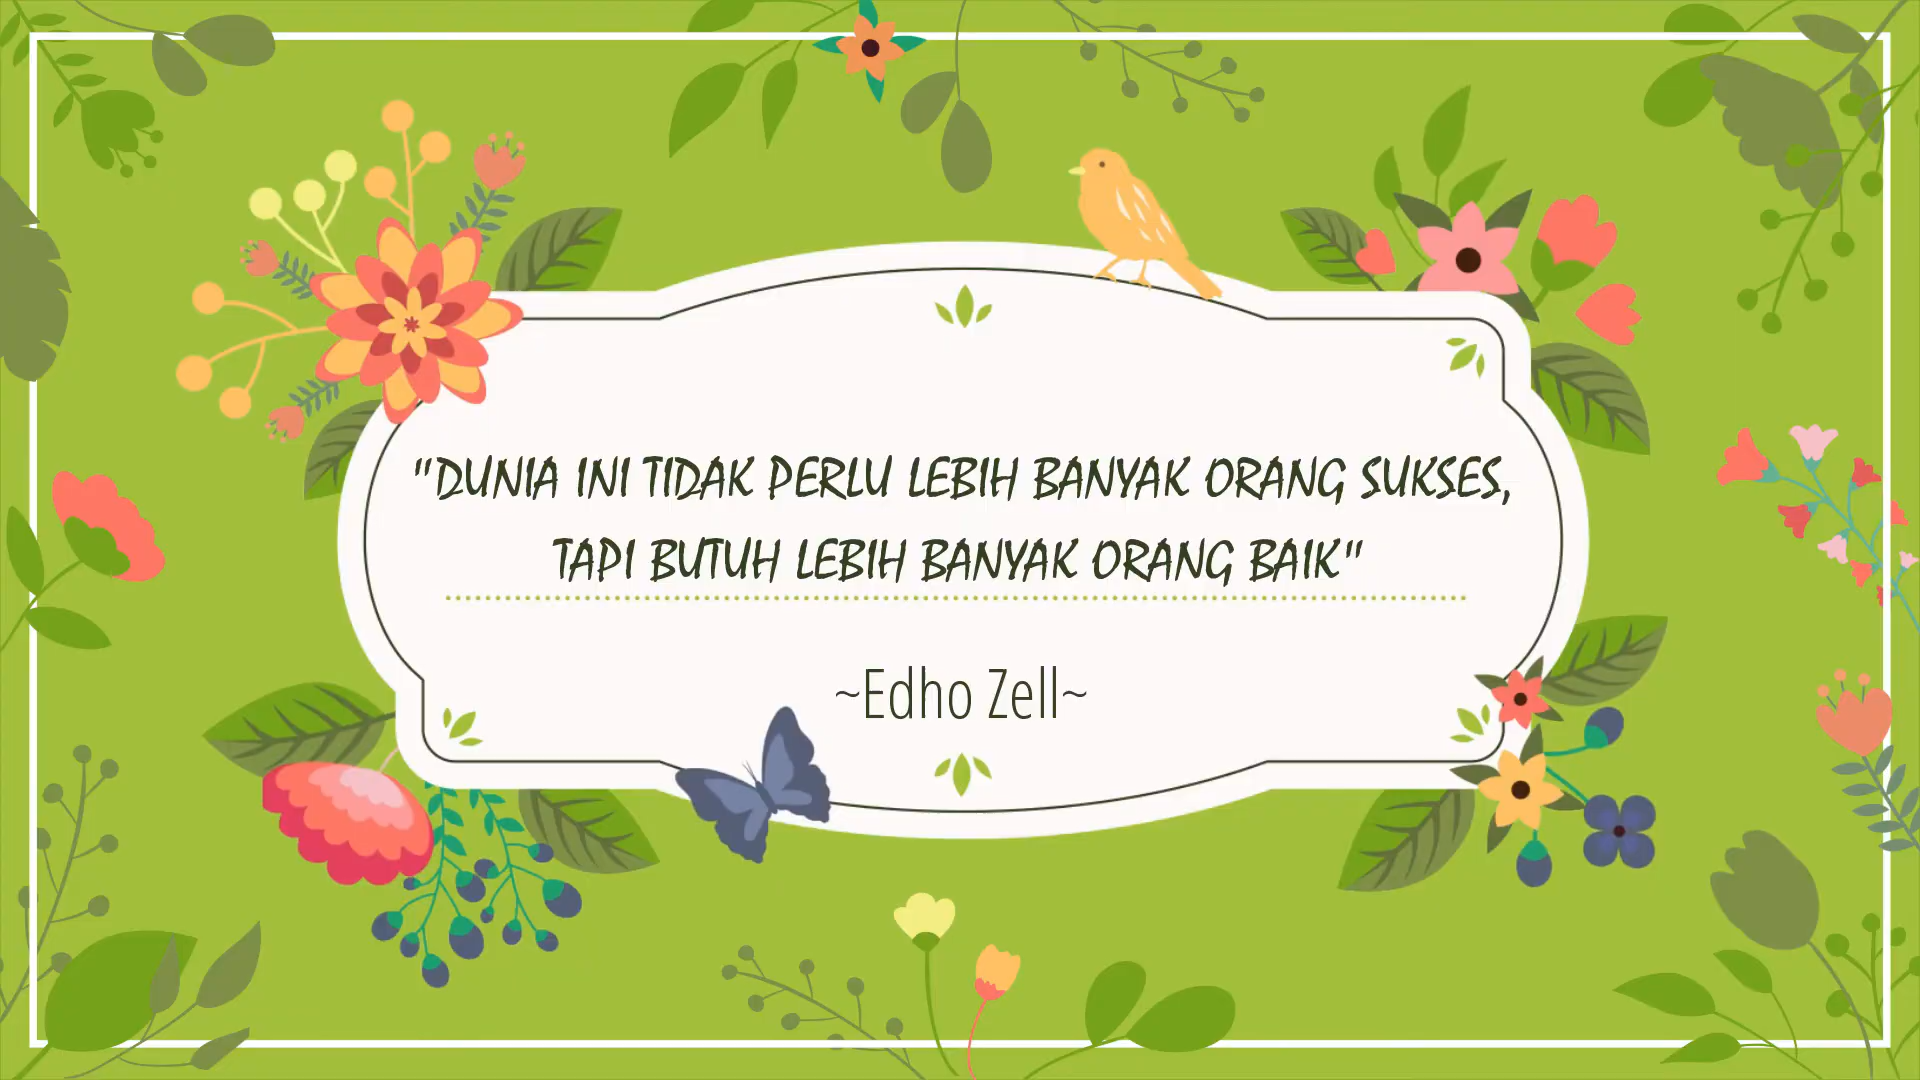 "DUNIA INI TIDAK PERLU LEBIH BANYAK ORANG SUKSES,
TAPI BUTUH LEBIH BANYAK ORANG BAIK"
~Edho Zell~